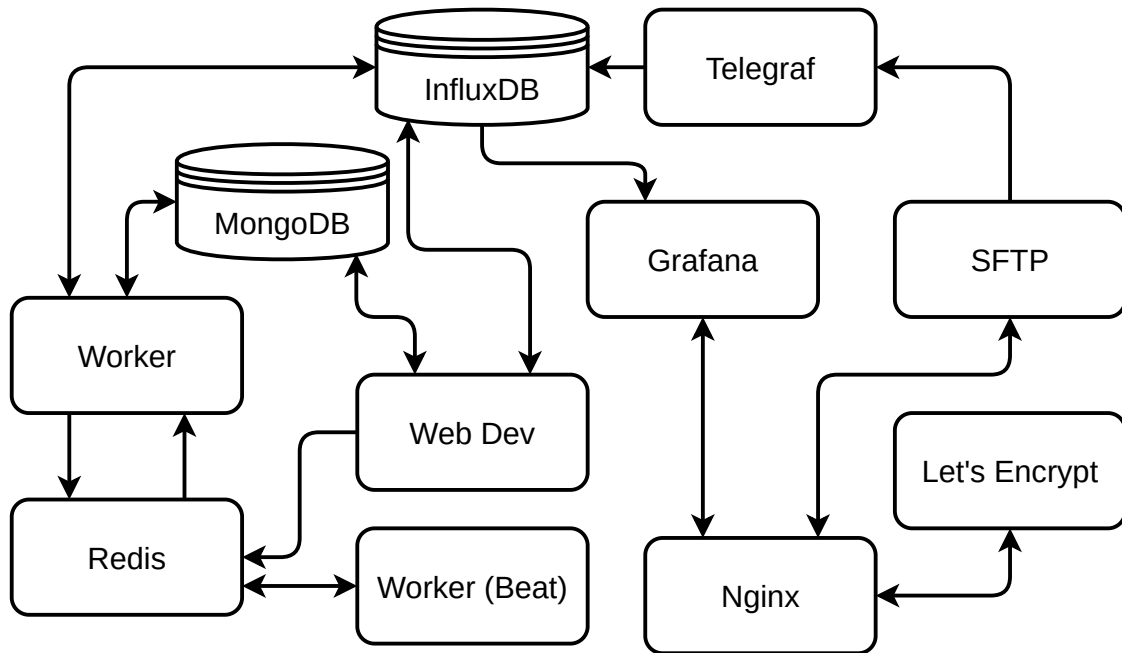 Telegraf
InfluxDB
MongoDB
Grafana
SFTP
Worker
Web Dev
Let's Encrypt
Redis
Worker (Beat)
Nginx